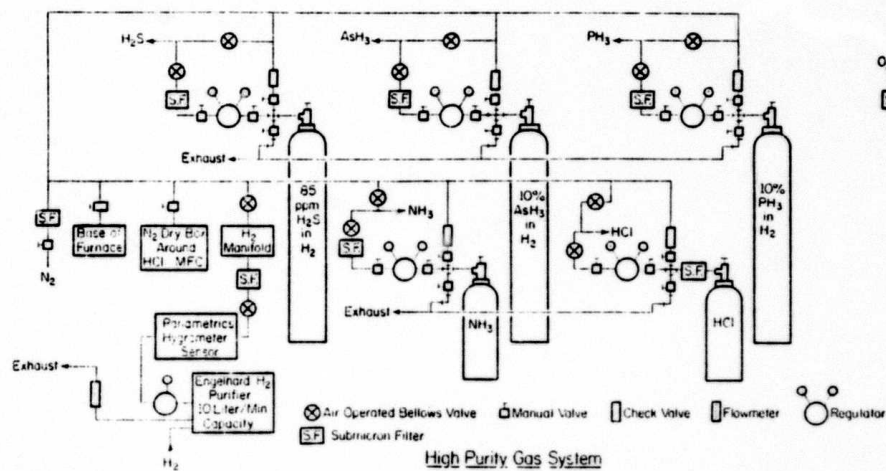 H₂S
AsH₃
PH₃
S.F.
S.F.
S.F.
Exhaust
85
ppm
H₂S
in
H₂
10%
AsH₃
in
H₂
10%
PH₃
in
H₂
S.F.
N₂
Base of
Furnace
N₂ Dry Box
Around
HCl MFC
H₂
Manifold
S.F.
NH₃
S.F.
HCl
S.F.
S.F.
Exhaust
NH₃
HCl
Panametrics
Hygrometer
Sensor
Exhaust
Engelhard H₂
Purifier
10 Liter/Min
Capacity
H₂
Air Operated Bellows Valve
Manual Valve
Check Valve
Flowmeter
Regulator
S.F. Submicron Filter
High Purity Gas System